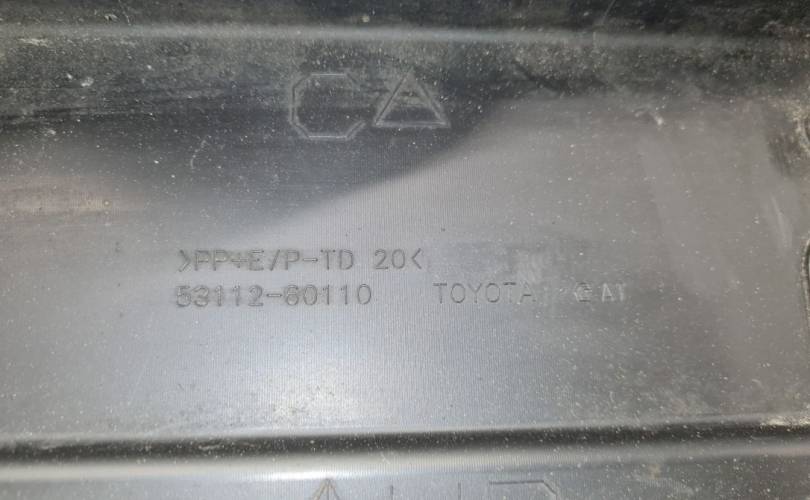 CA
>PP+E/P-TD 20<
53112-60110 TOYOTA